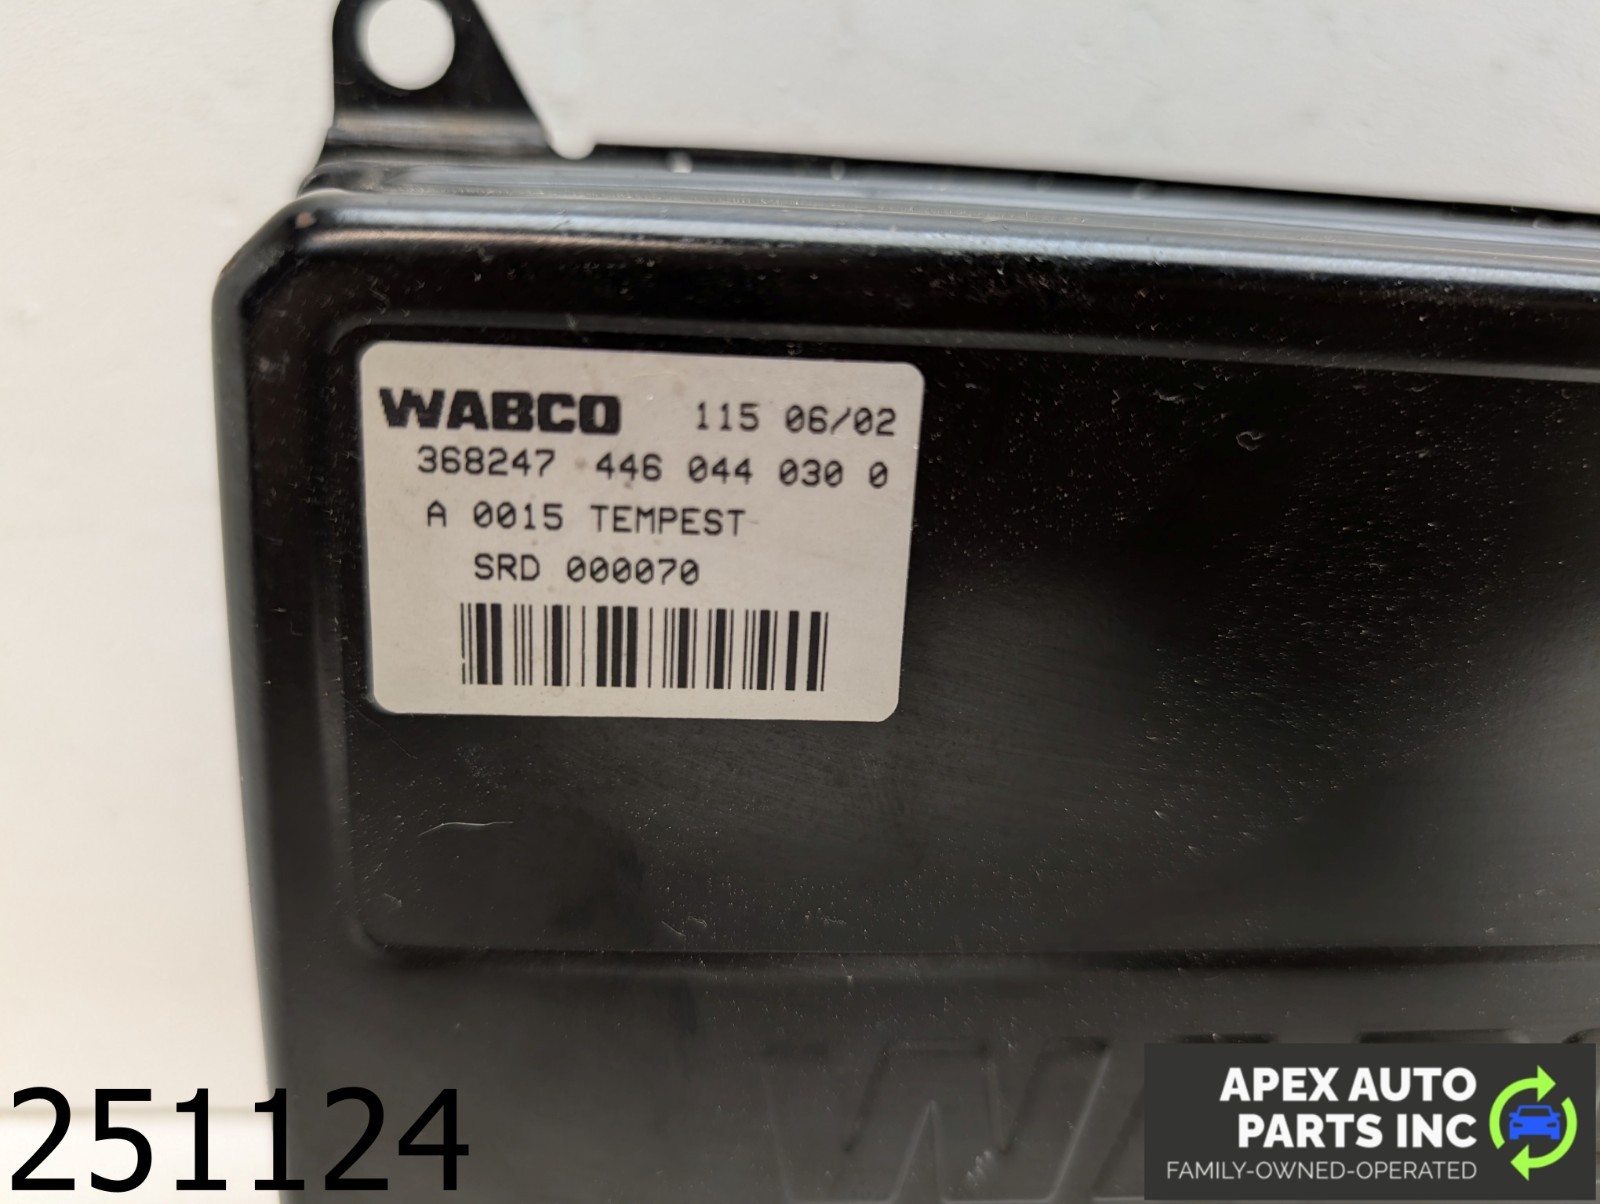 WABCO 115 06/02
368247 446 044 030 0
A 0015 TEMPEST
SRD 000070
251124
APEX AUTO
PARTS INC
FAMILY-OWNED-OPERATED